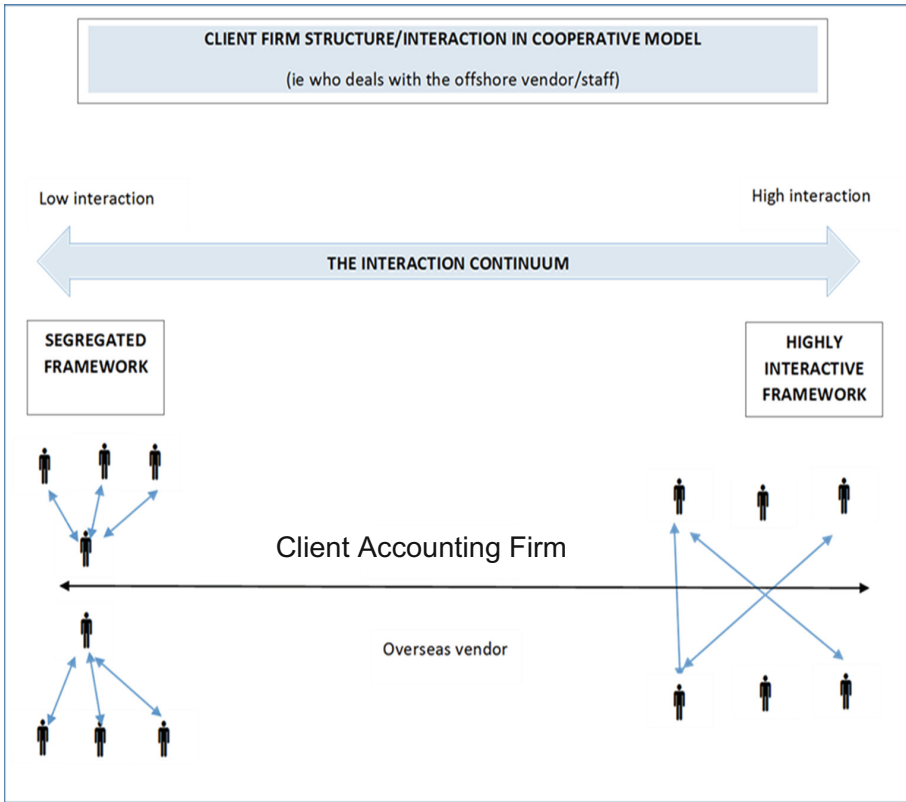 CLIENT FIRM STRUCTURE/INTERACTION IN COOPERATIVE MODEL
(ie who deals with the offshore vendor/staff)
Low interaction
High interaction
THE INTERACTION CONTINUUM
SEGREGATED
FRAMEWORK
HIGHLY
INTERACTIVE
FRAMEWORK
Client Accounting Firm
Overseas vendor